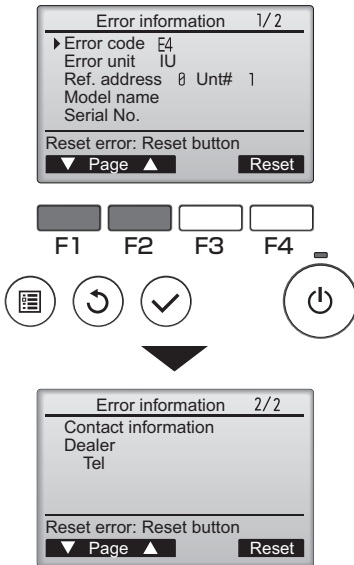 Error information 1/2
Error code E4
Error unit IU
Ref. address 0 Unt# 1
Model name
Serial No.
Reset error: Reset button
▼ Page ▲ Reset
F1 F2 F3 F4
Error information 2/2
Contact information
Dealer
Tel
Reset error: Reset button
▼ Page ▲ Reset